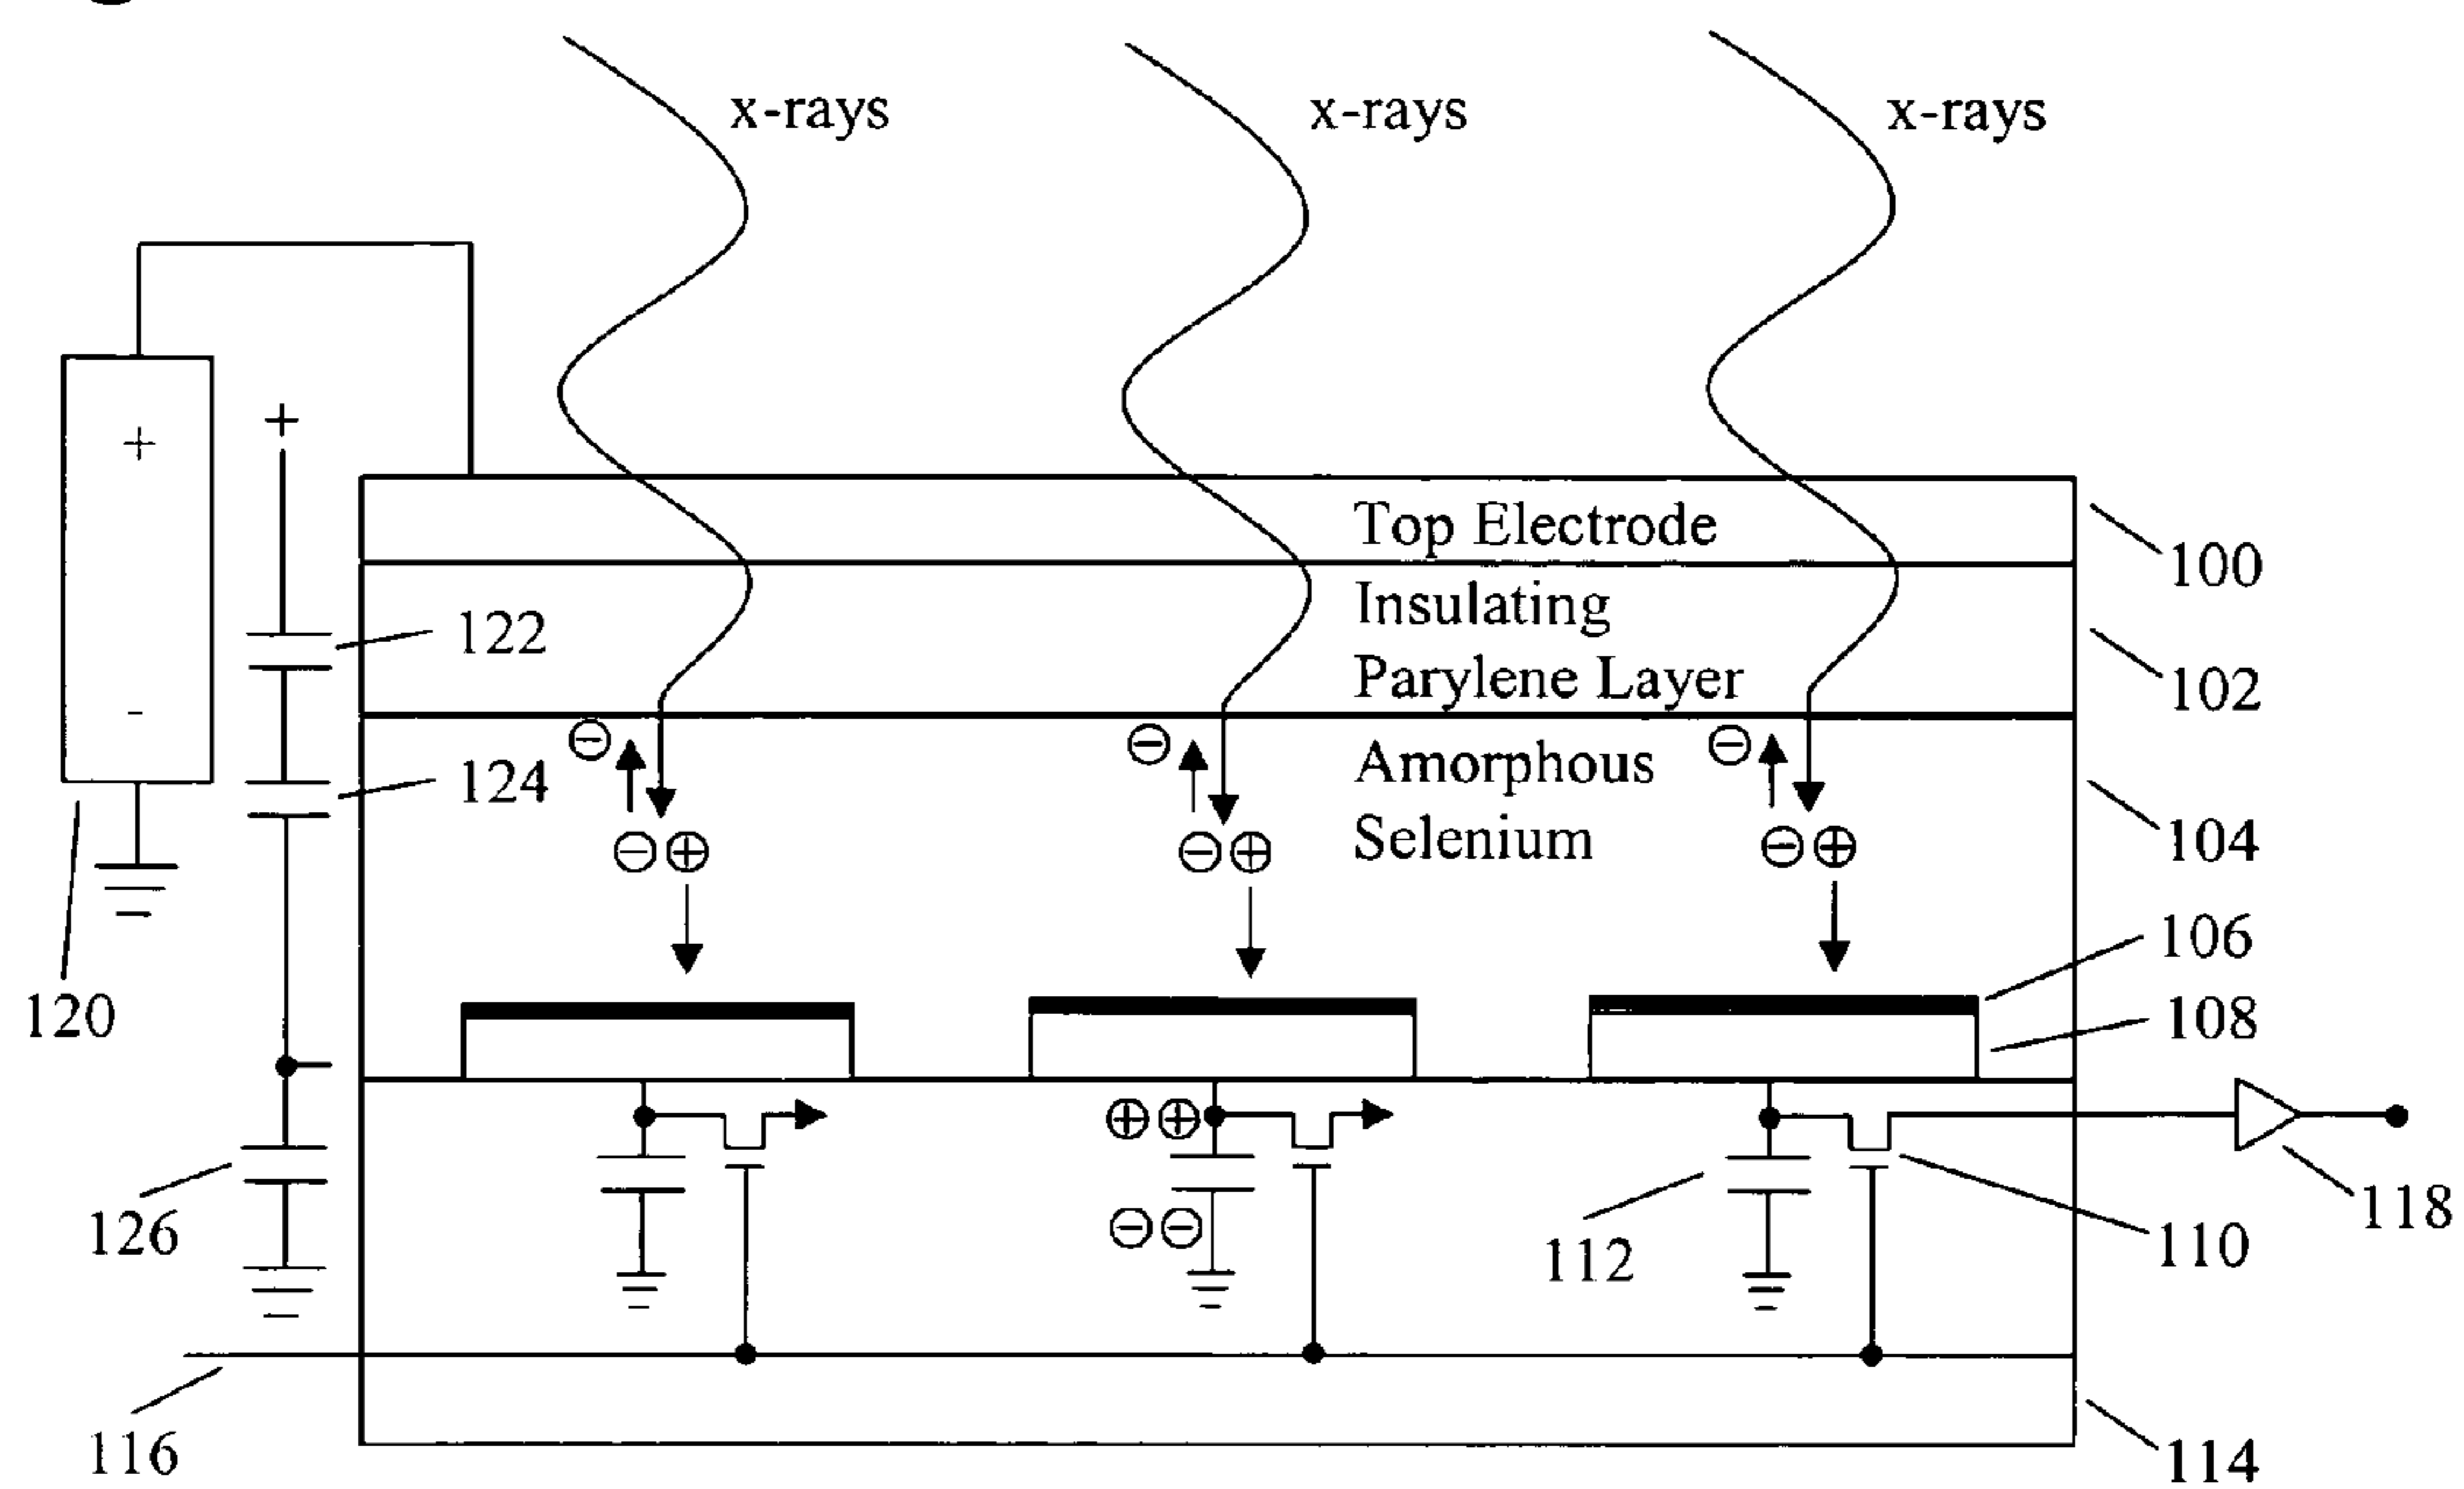 x-rays x-rays x-rays
+
+
Top Electrode
100
Insulating
122
Parylene Layer
102
-
⊖ ⊖ ⊖
Amorphous
124
Selenium
104
⊖⊕ ⊖⊕ ⊖⊕
106
120
108
⊕⊕
118
126
⊖⊖
112
110
116
114